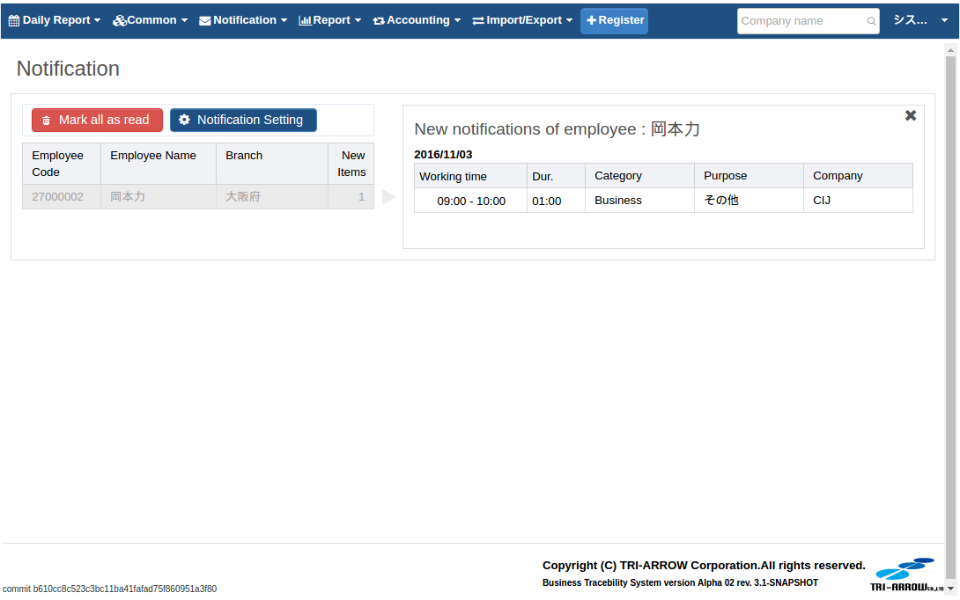 Daily Report Common Notification Report Accounting Import/Export Register Company name シス...
Notification
Mark all as read Notification Setting
Employee Code Employee Name Branch New Items
27000002 岡本力 大阪府 1
New notifications of employee : 岡本力
2016/11/03
Working time Dur. Category Purpose Company
09:00 - 10:00 01:00 Business その他 CIJ
Copyright (C) TRI-ARROW Corporation.All rights reserved.
Business Tracebility System version Alpha 02 rev. 3.1-SNAPSHOT
TRI-ARROW CO.,LTD
commit b610cc8c523c3bc11ba41fafad75f860951a3f80